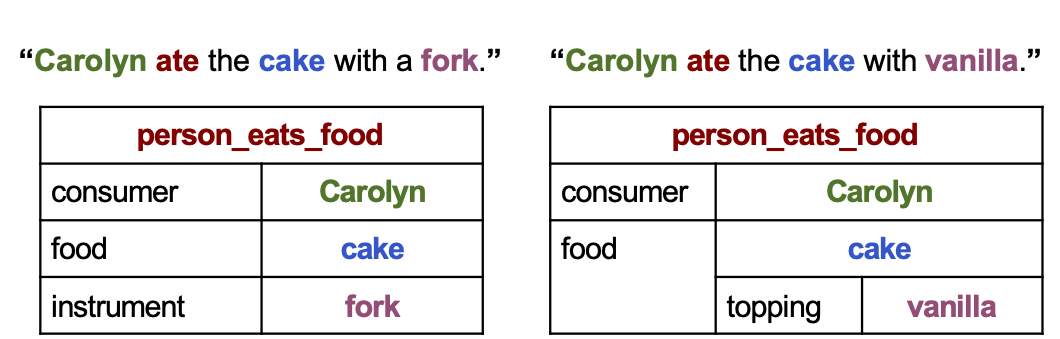 “Carolyn ate the cake with a fork.”
person_eats_food
consumer Carolyn
food cake
instrument fork
“Carolyn ate the cake with vanilla.”
person_eats_food
consumer Carolyn
food cake
topping vanilla